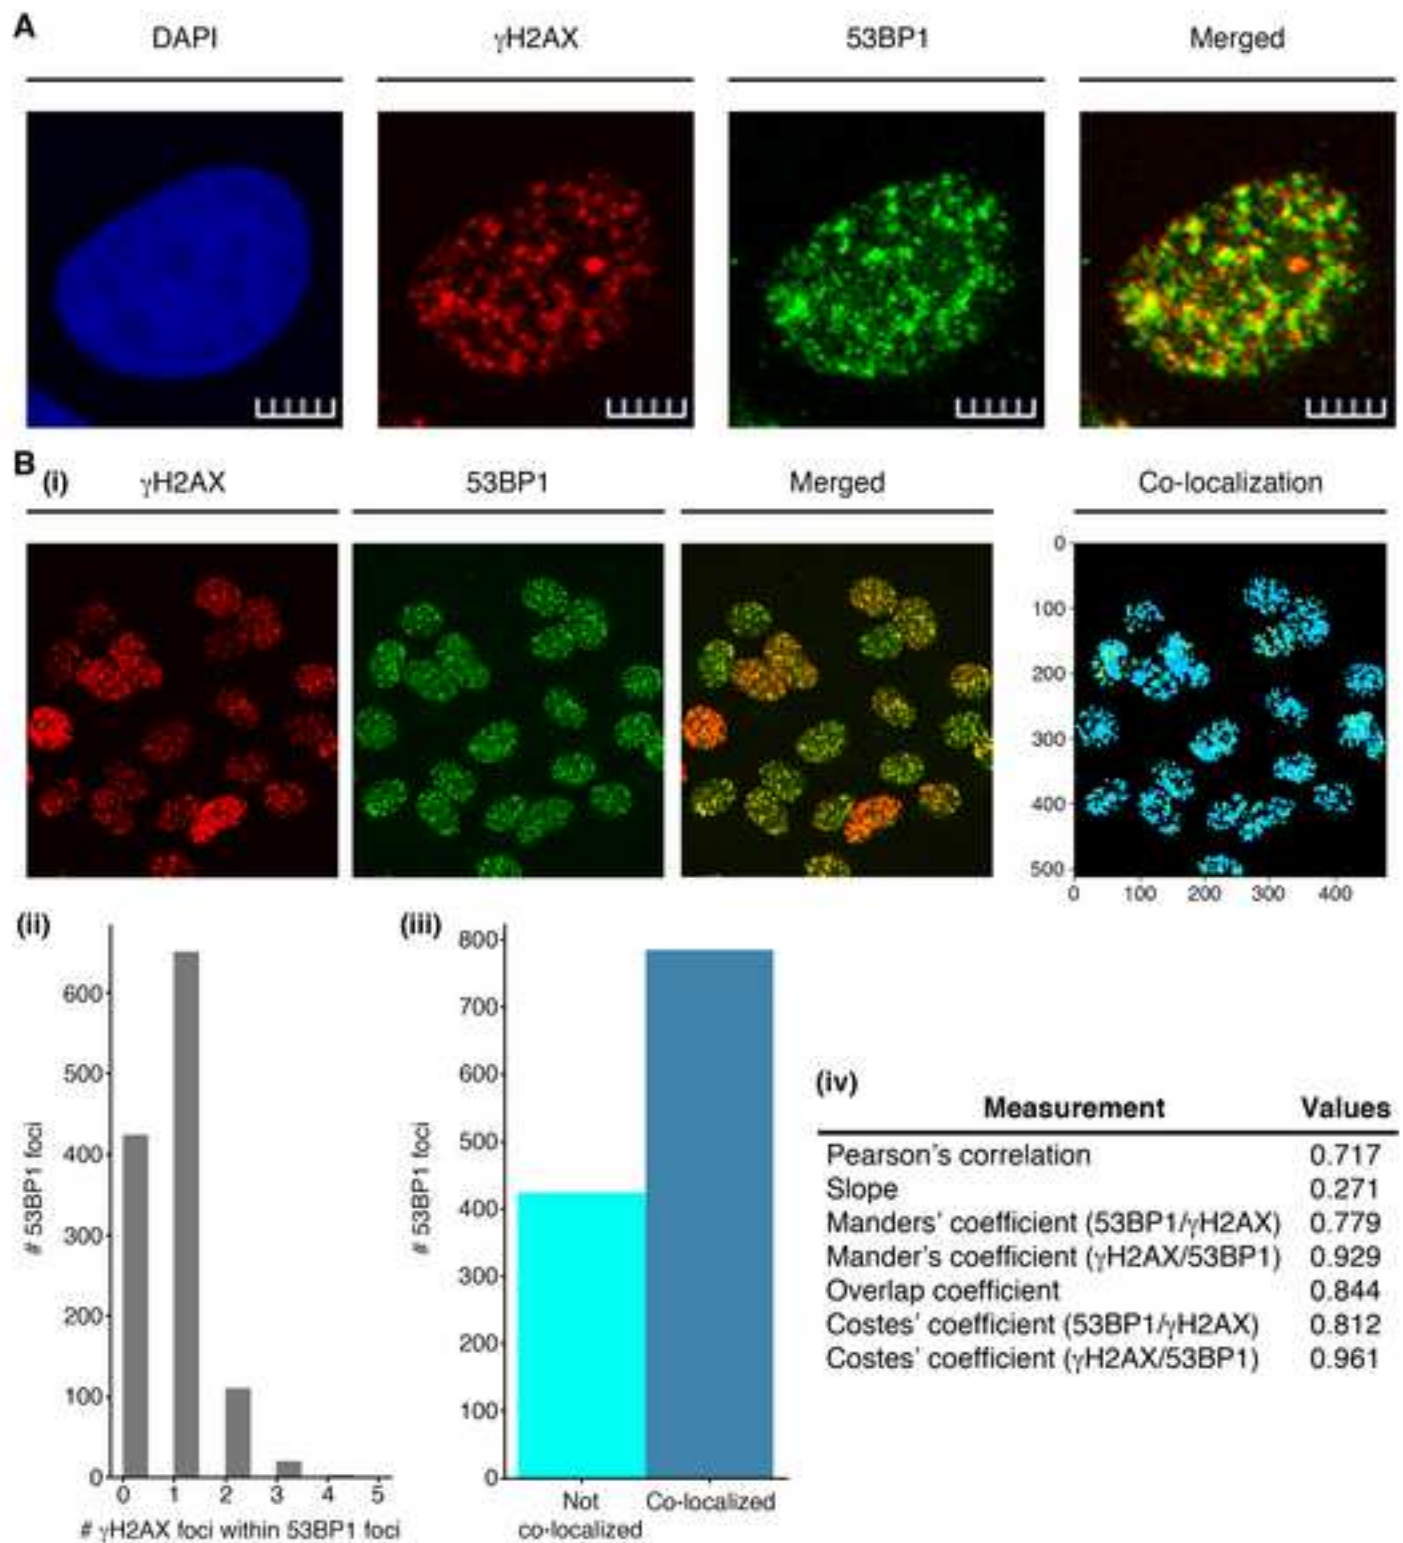 A
DAPI
γH2AX
53BP1
Merged
B
(i)
γH2AX
53BP1
Merged
Co-localization
0
100
200
300
400
500
0 100 200 300 400
(ii)
# 53BP1 foci
600
500
400
300
200
100
0
0 1 2 3 4 5
# γH2AX foci within 53BP1 foci
(iii)
# 53BP1 foci
800
700
600
500
400
300
200
100
0
Not
co-localized
Co-localized
(iv)
Measurement Values
Pearson's correlation 0.717
Slope 0.271
Manders' coefficient (53BP1/γH2AX) 0.779
Mander's coefficient (γH2AX/53BP1) 0.929
Overlap coefficient 0.844
Costes' coefficient (53BP1/γH2AX) 0.812
Costes' coefficient (γH2AX/53BP1) 0.961